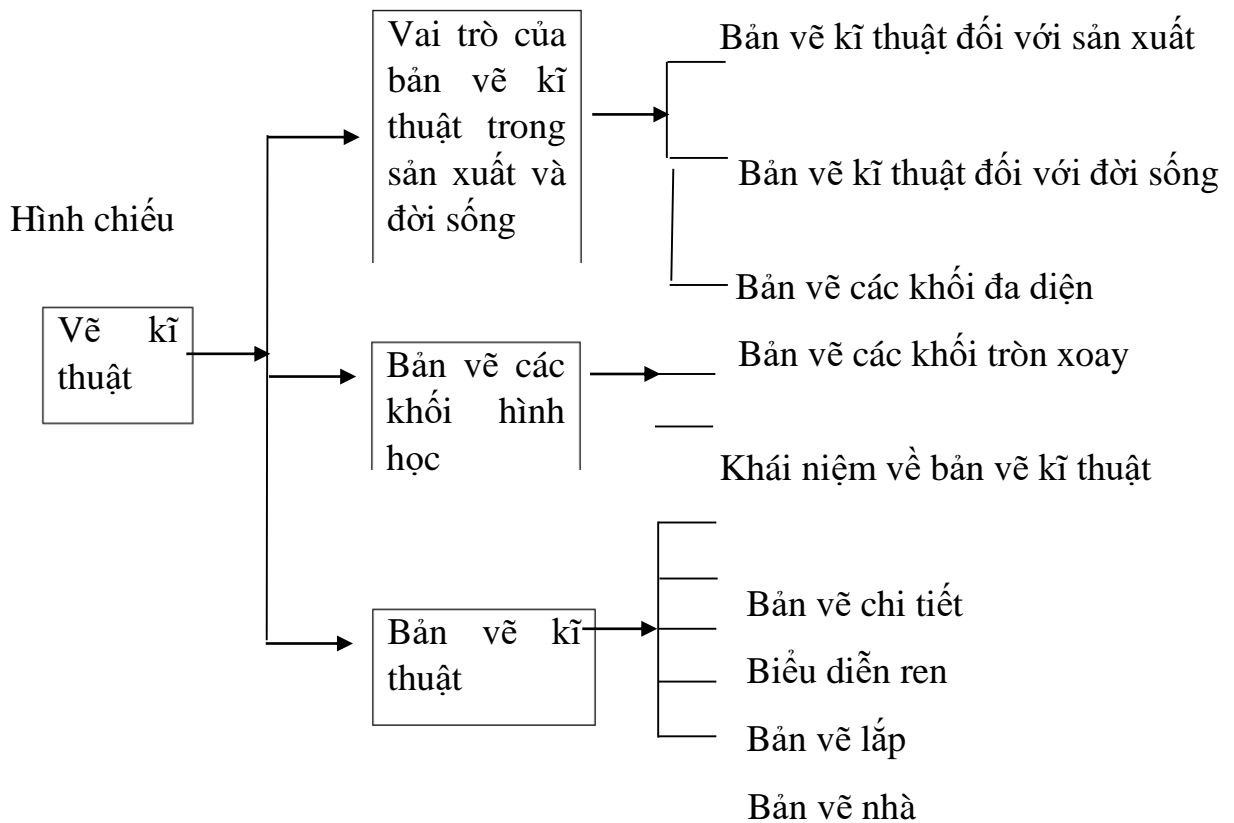 Vai trò của
bản vẽ kĩ
thuật trong
sản xuất và
đời sống
Bản vẽ kĩ thuật đối với sản xuất
Bản vẽ kĩ thuật đối với đời sống
Hình chiếu
Bản vẽ các khối đa diện
Vẽ kĩ
thuật
Bản vẽ các
khối hình
học
Bản vẽ các khối tròn xoay
Khái niệm về bản vẽ kĩ thuật
Bản vẽ kĩ
thuật
Bản vẽ chi tiết
Biểu diễn ren
Bản vẽ lắp
Bản vẽ nhà